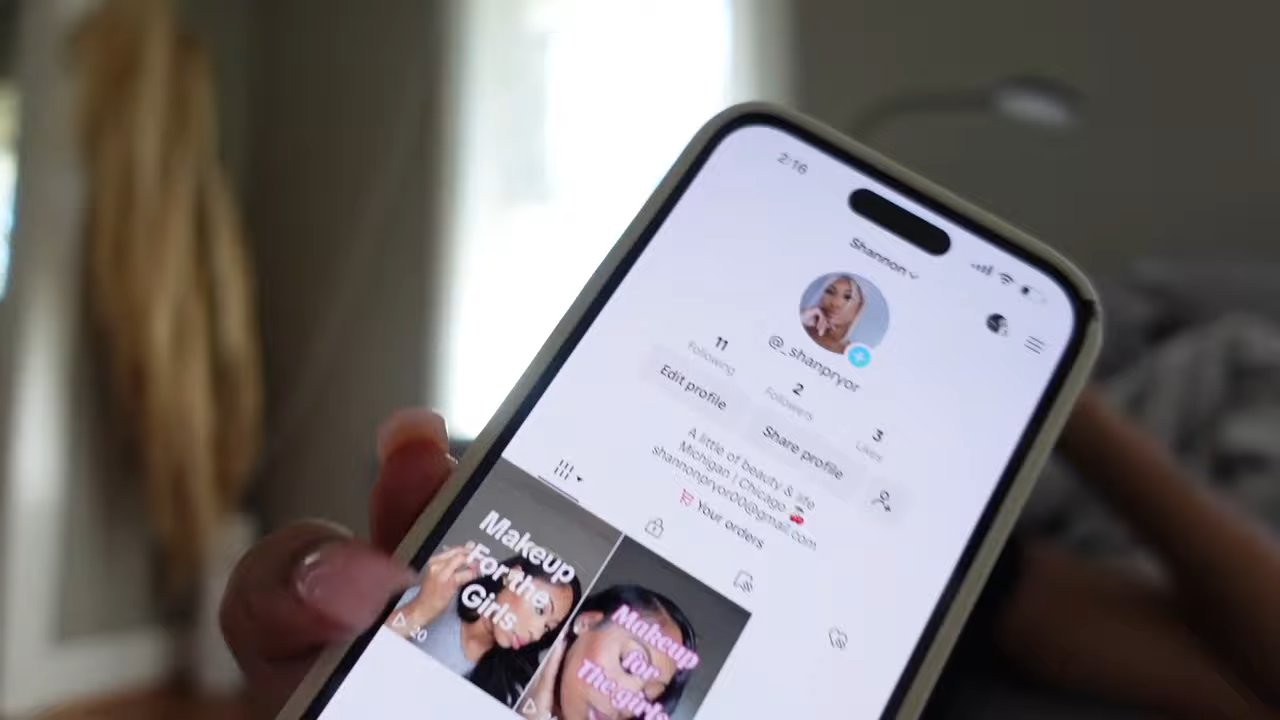 2:16
Shannon
@_shanpryor
11
Following
2
Followers
3
Likes
Edit profile
Share profile
A little of beauty & life
Michigan | Chicago
shannonpryor00@gmail.com
Your orders
Makeup
For the
Girls
20
Makeup
for
The girls